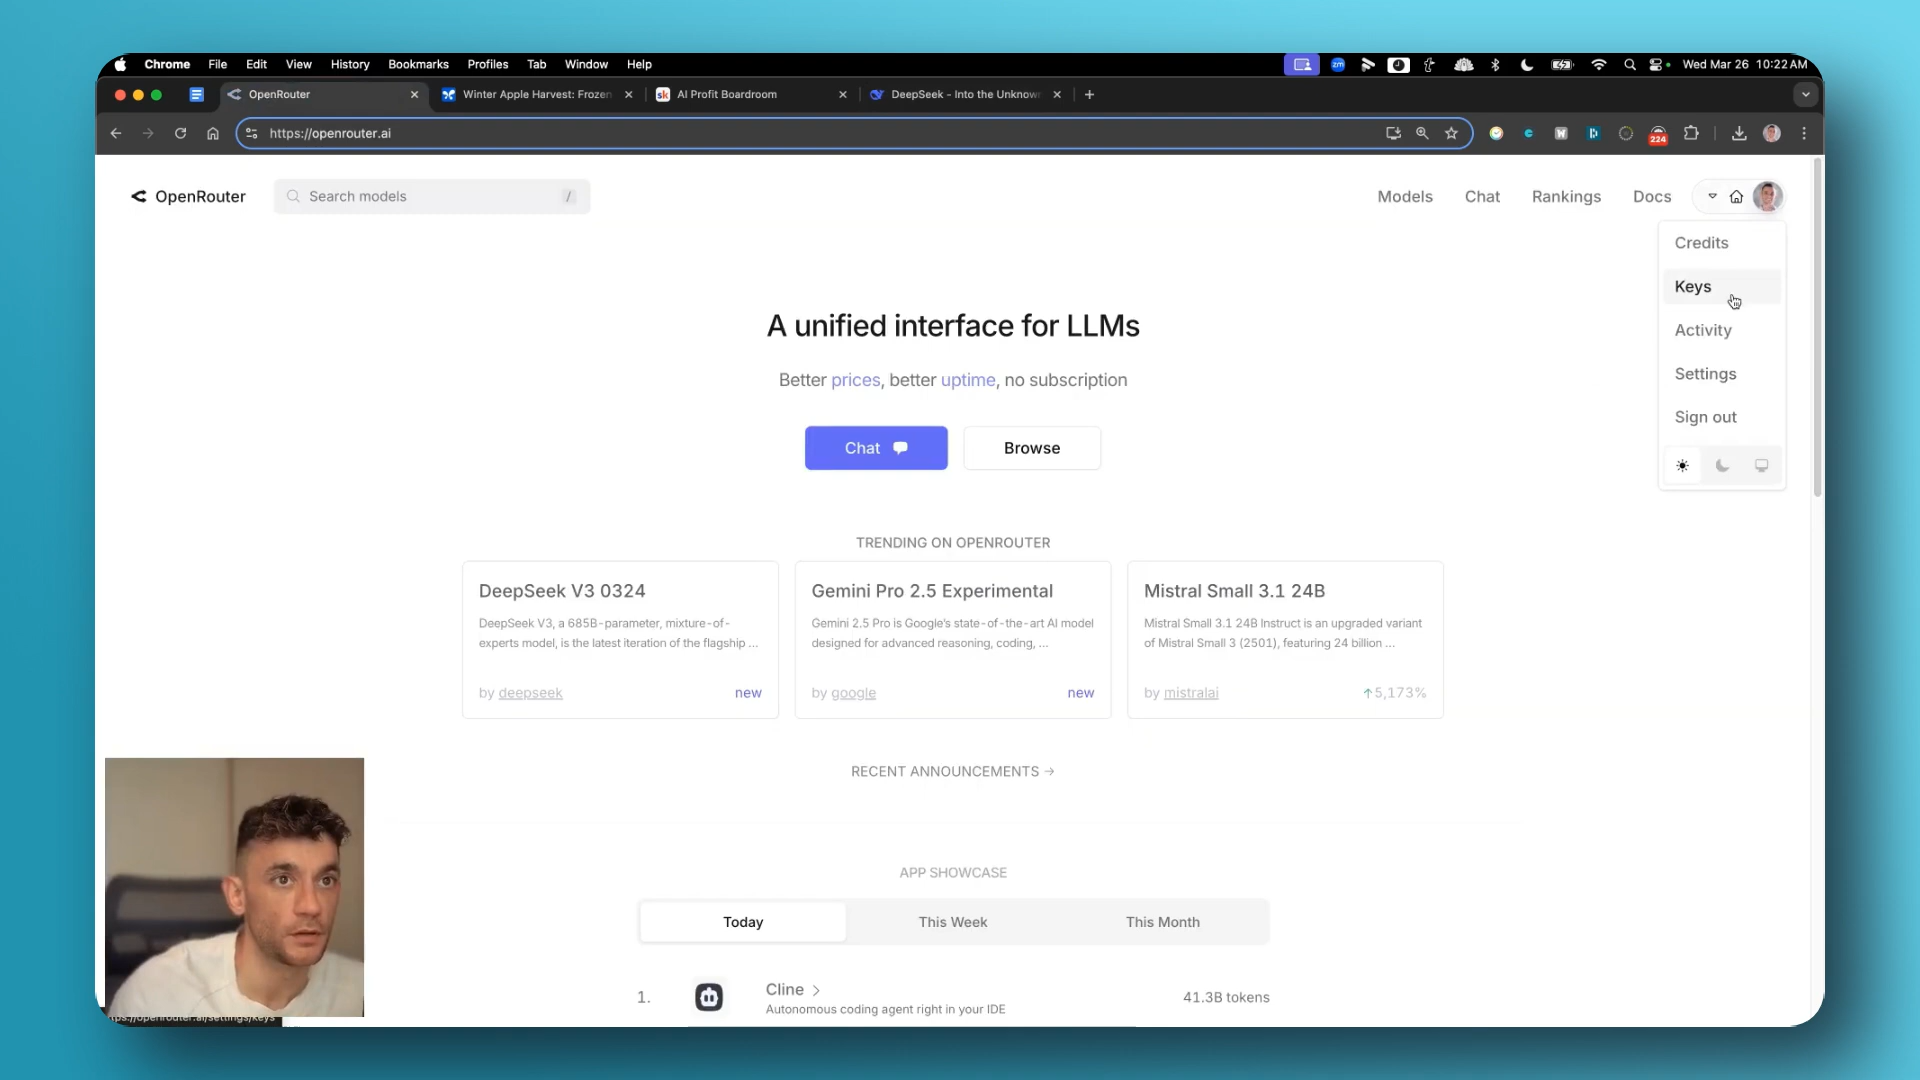 Chrome File Edit View History Bookmarks Profiles Tab Window Help zm Wed Mar 26 10:22 AM
OpenRouter Winter Apple Harvest: Frozen sk AI Profit Boardroom DeepSeek - Into the Unknown
https://openrouter.ai 224
OpenRouter Search models / Models Chat Rankings Docs
Credits
Keys
Activity
Settings
Sign out
A unified interface for LLMs
Better prices, better uptime, no subscription
Chat Browse
TRENDING ON OPENROUTER
DeepSeek V3 0324
DeepSeek V3, a 685B-parameter, mixture-of-
experts model, is the latest iteration of the flagship ...
by deepseek new
Gemini Pro 2.5 Experimental
Gemini 2.5 Pro is Google's state-of-the-art AI model
designed for advanced reasoning, coding, ...
by google new
Mistral Small 3.1 24B
Mistral Small 3.1 24B Instruct is an upgraded variant
of Mistral Small 3 (2501), featuring 24 billion ...
by mistralai ↑5,173%
RECENT ANNOUNCEMENTS →
APP SHOWCASE
Today This Week This Month
1. Cline > 41.3B tokens
Autonomous coding agent right in your IDE
tps://openrouter.ai/settings/keys